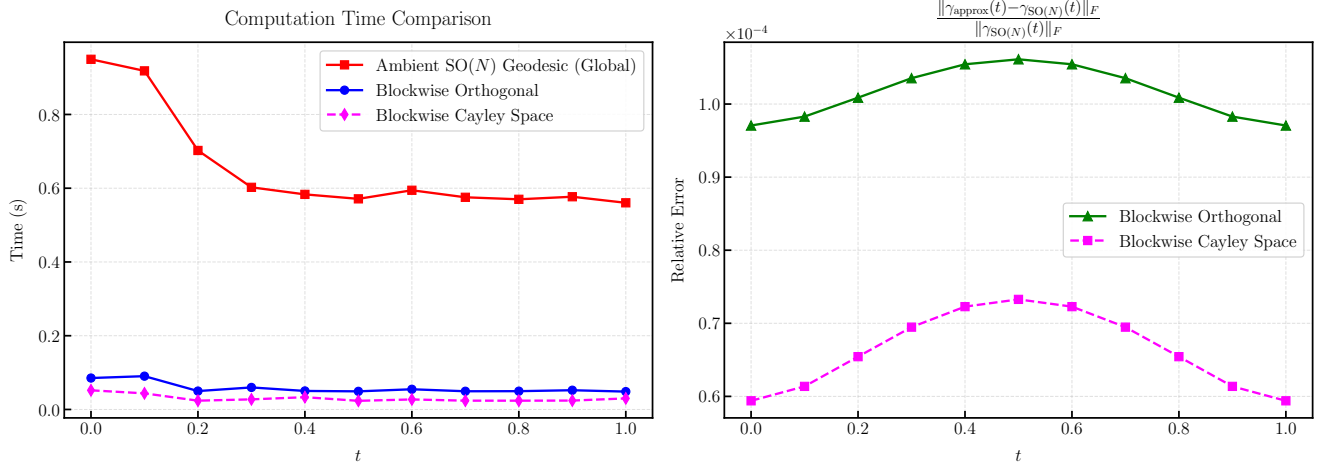 Computation Time Comparison
Time (s)
0.8
0.6
0.4
0.2
0.0
0.0 0.2 0.4 0.6 0.8 1.0
t
Ambient SO(N) Geodesic (Global)
Blockwise Orthogonal
Blockwise Cayley Space
‖γapprox(t)−γSO(N)(t)‖F
‖γSO(N)(t)‖F
×10−4
Relative Error
1.0
0.9
0.8
0.7
0.6
0.0 0.2 0.4 0.6 0.8 1.0
t
Blockwise Orthogonal
Blockwise Cayley Space